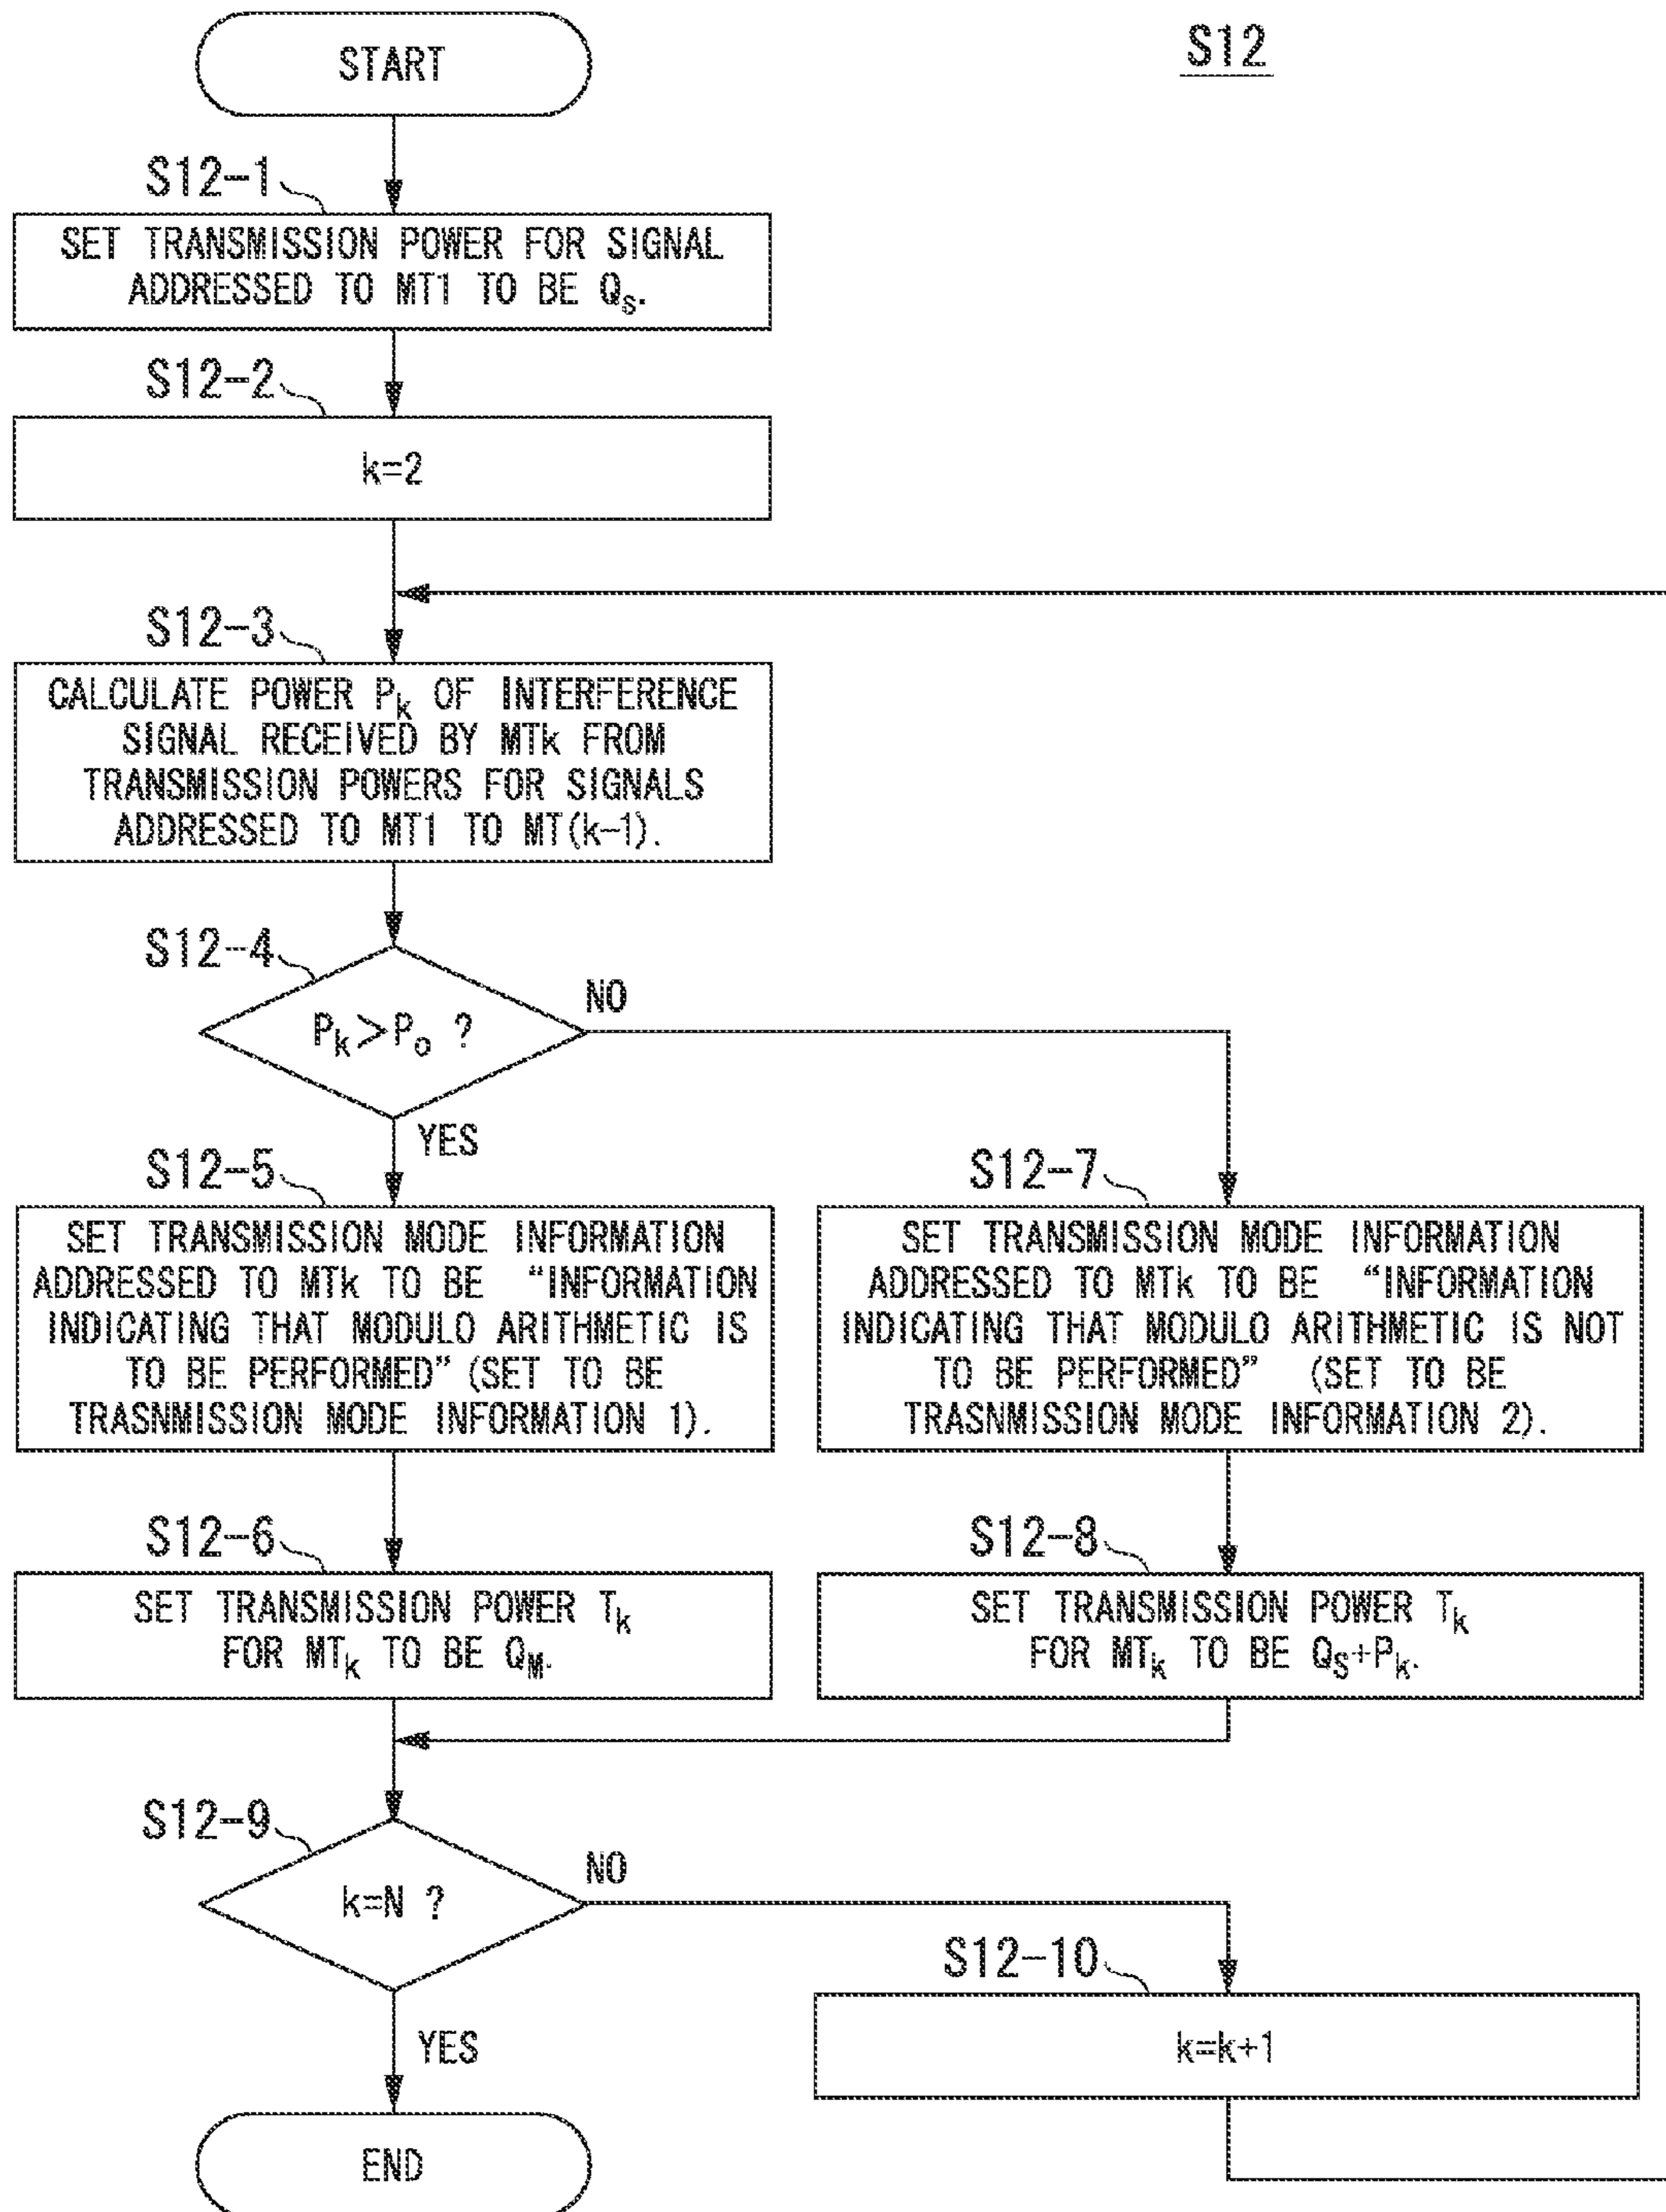 S12
START
S12-1
SET TRANSMISSION POWER FOR SIGNAL
ADDRESSED TO MT1 TO BE Qs.
S12-2
k=2
S12-3
CALCULATE POWER Pk OF INTERFERENCE
SIGNAL RECEIVED BY MTk FROM
TRANSMISSION POWERS FOR SIGNALS
ADDRESSED TO MT1 TO MT(k-1).
S12-4
Pk>Po ?
NO
YES
S12-5
SET TRANSMISSION MODE INFORMATION
ADDRESSED TO MTk TO BE “INFORMATION
INDICATING THAT MODULO ARITHMETIC IS
TO BE PERFORMED” (SET TO BE
TRASNMISSION MODE INFORMATION 1).
S12-7
SET TRANSMISSION MODE INFORMATION
ADDRESSED TO MTk TO BE “INFORMATION
INDICATING THAT MODULO ARITHMETIC IS NOT
TO BE PERFORMED” (SET TO BE
TRASNMISSION MODE INFORMATION 2).
S12-6
SET TRANSMISSION POWER Tk
FOR MTk TO BE QM.
S12-8
SET TRANSMISSION POWER Tk
FOR MTk TO BE QS+Pk.
S12-9
k=N ?
NO
YES
S12-10
k=k+1
END